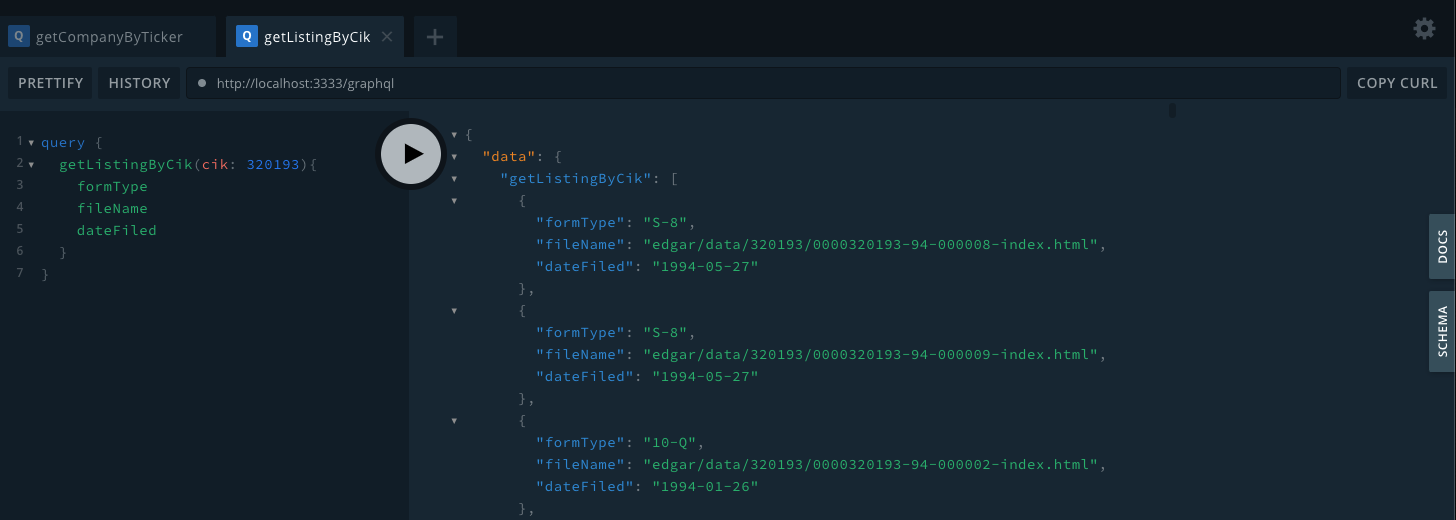 Q getCompanyByTicker Q getListingByCik × +
PRETTIFY HISTORY http://localhost:3333/graphql COPY CURL
1 query {
2 getListingByCik(cik: 320193){
3 formType
4 fileName
5 dateFiled
6 }
7 }
{
"data": {
"getListingByCik": [
{
"formType": "S-8",
"fileName": "edgar/data/320193/0000320193-94-000008-index.html",
"dateFiled": "1994-05-27"
},
{
"formType": "S-8",
"fileName": "edgar/data/320193/0000320193-94-000009-index.html",
"dateFiled": "1994-05-27"
},
{
"formType": "10-Q",
"fileName": "edgar/data/320193/0000320193-94-000002-index.html",
"dateFiled": "1994-01-26"
},
DOCS
SCHEMA